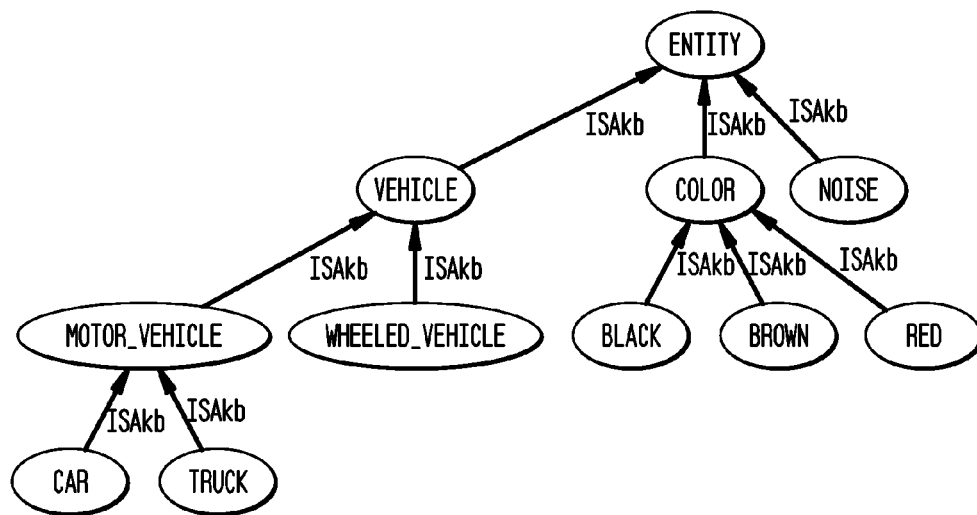 ENTITY
ISAkb ISAkb ISAkb
VEHICLE COLOR NOISE
ISAkb ISAkb ISAkb ISAkb ISAkb
MOTOR_VEHICLE WHEELED_VEHICLE BLACK BROWN RED
ISAkb ISAkb
CAR TRUCK